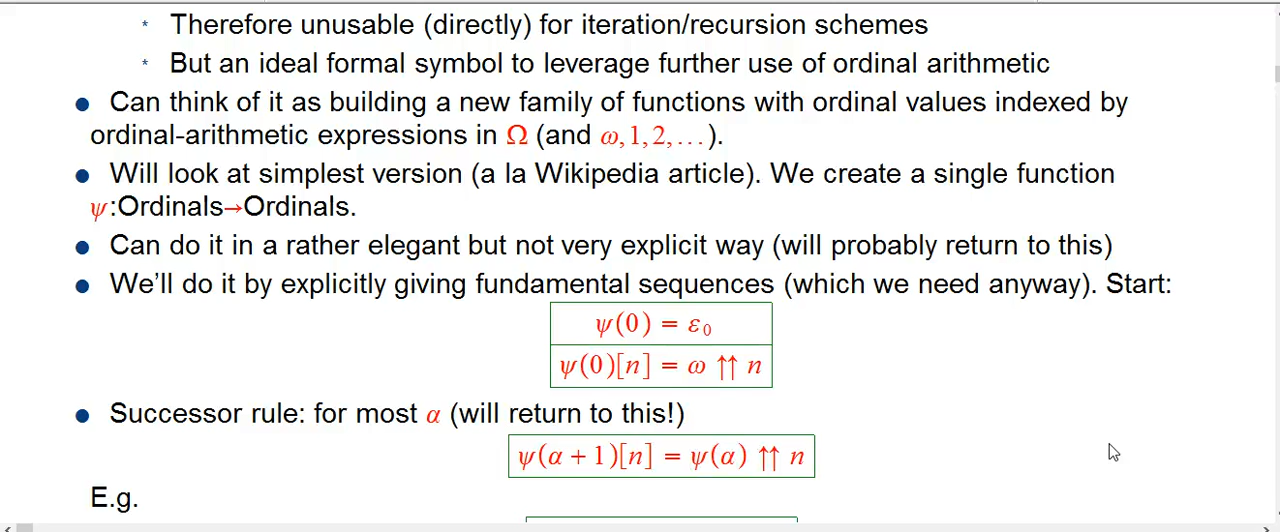 * Therefore unusable (directly) for iteration/recursion schemes
* But an ideal formal symbol to leverage further use of ordinal arithmetic
● Can think of it as building a new family of functions with ordinal values indexed by
ordinal-arithmetic expressions in Ω (and ω,1,2,…).
● Will look at simplest version (a la Wikipedia article). We create a single function
ψ:Ordinals→Ordinals.
● Can do it in a rather elegant but not very explicit way (will probably return to this)
● We'll do it by explicitly giving fundamental sequences (which we need anyway). Start:
ψ(0) = ε₀
ψ(0)[n] = ω ↑↑ n
● Successor rule: for most α (will return to this!)
ψ(α + 1)[n] = ψ(α) ↑↑ n
E.g.